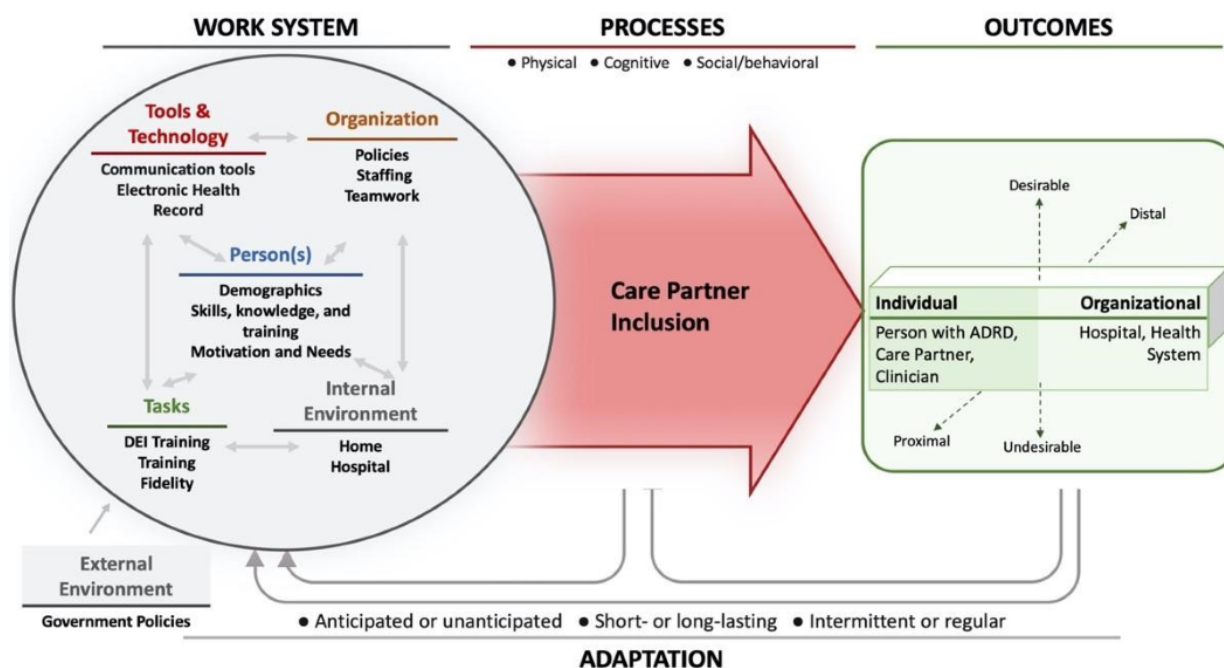 WORK SYSTEM
PROCESSES
OUTCOMES
● Physical ● Cognitive ● Social/behavioral
Tools &
Technology
Communication tools
Electronic Health
Record
Organization
Policies
Staffing
Teamwork
Person(s)
Demographics
Skills, knowledge, and
training
Motivation and Needs
Tasks
DEI Training
Training
Fidelity
Internal
Environment
Home
Hospital
External
Environment
Government Policies
Care Partner
Inclusion
Desirable
Distal
Individual
Organizational
Person with ADRD,
Care Partner,
Clinician
Hospital, Health
System
Proximal
Undesirable
● Anticipated or unanticipated ● Short- or long-lasting ● Intermittent or regular
ADAPTATION